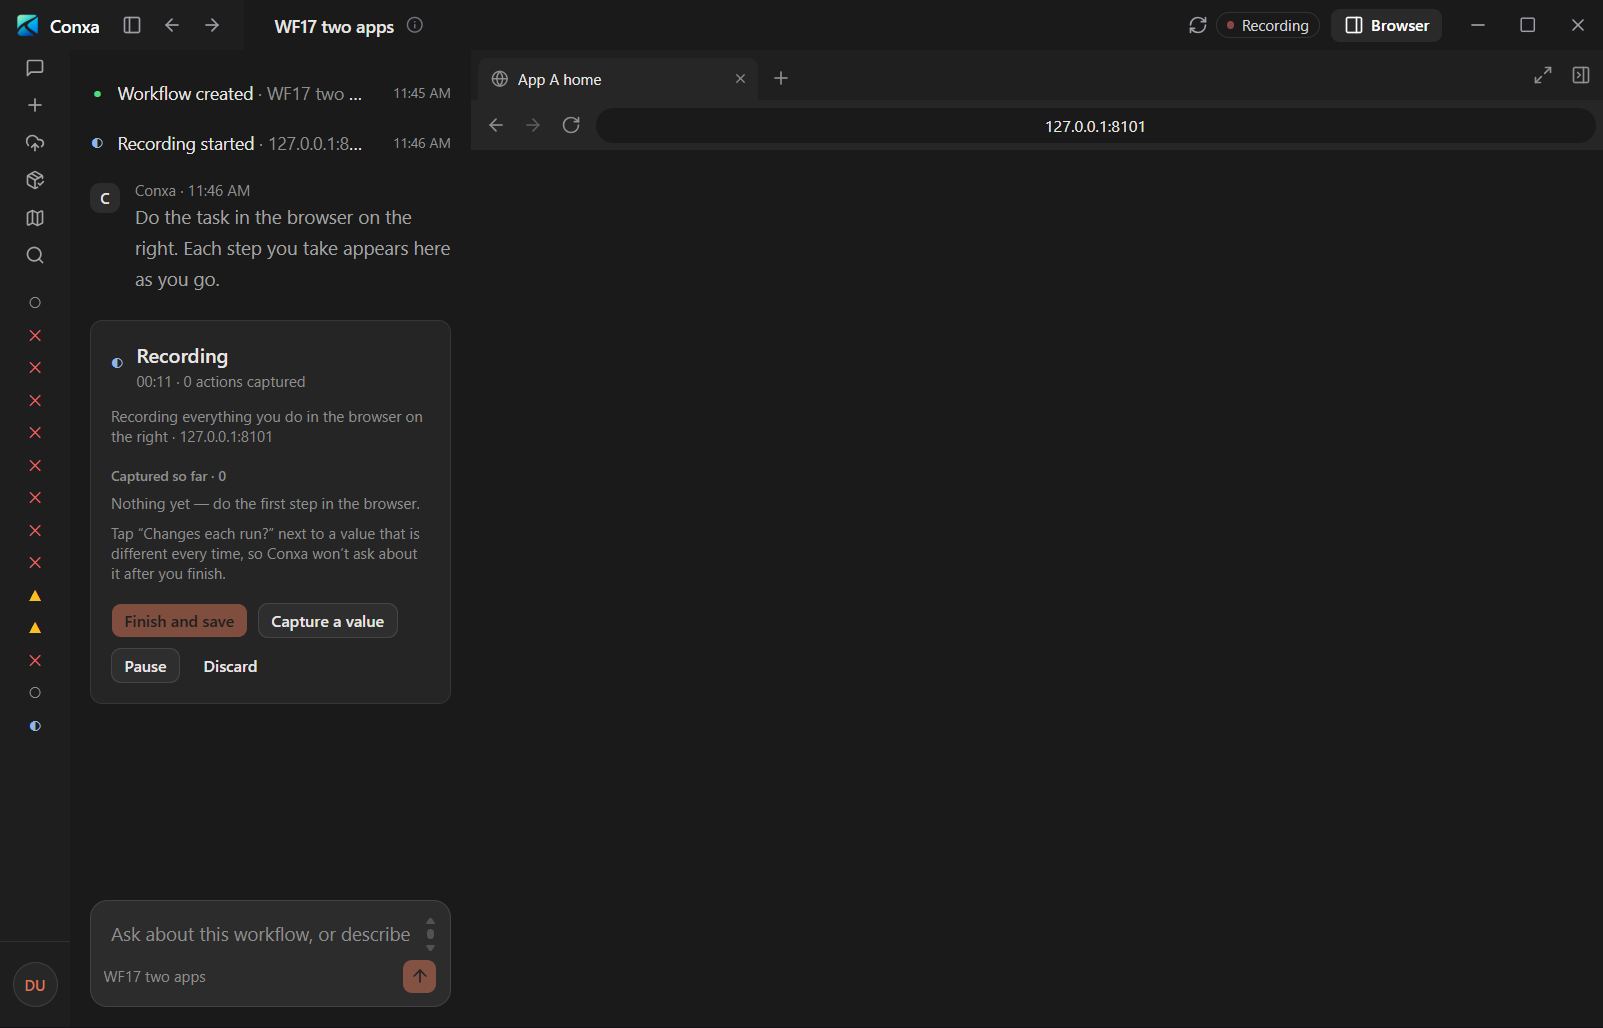 Conxa
WF17 two apps
Recording
Browser
Workflow created · WF17 two ...
11:45 AM
Recording started · 127.0.0.1:8...
11:46 AM
C
Conxa · 11:46 AM
Do the task in the browser on the
right. Each step you take appears here
as you go.
Recording
00:11 · 0 actions captured
Recording everything you do in the browser on
the right · 127.0.0.1:8101
Captured so far · 0
Nothing yet — do the first step in the browser.
Tap “Changes each run?” next to a value that is
different every time, so Conxa won’t ask about
it after you finish.
Finish and save
Capture a value
Pause
Discard
Ask about this workflow, or describe
WF17 two apps
DU
App A home
127.0.0.1:8101